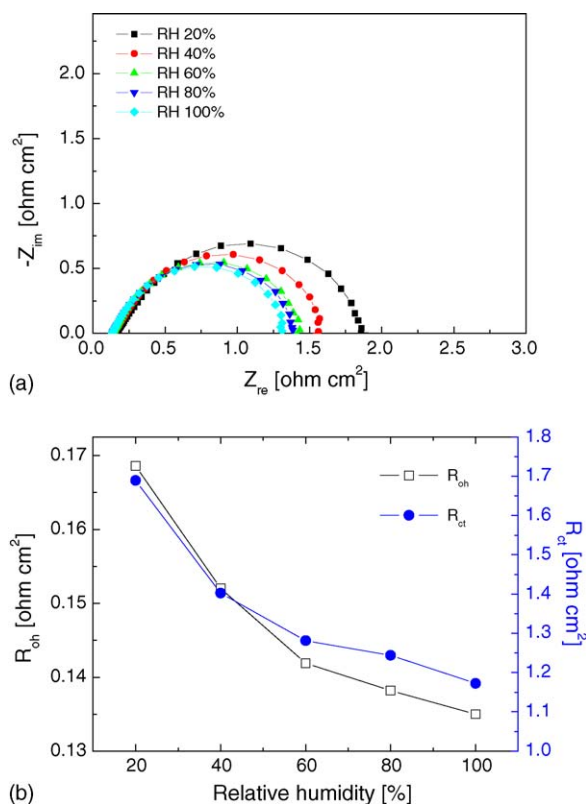 RH 20%
RH 40%
RH 60%
RH 80%
RH 100%
2.0
1.5
1.0
0.5
0.0
-Z_im [ohm cm²]
0.0 0.5 1.0 1.5 2.0 2.5 3.0
(a)
Z_re [ohm cm²]
0.17
0.16
0.15
0.14
0.13
R_oh [ohm cm²]
R_oh
R_ct
1.8
1.7
1.6
1.5
1.4
1.3
1.2
1.1
1.0
R_ct [ohm cm²]
20 40 60 80 100
(b)
Relative humidity [%]